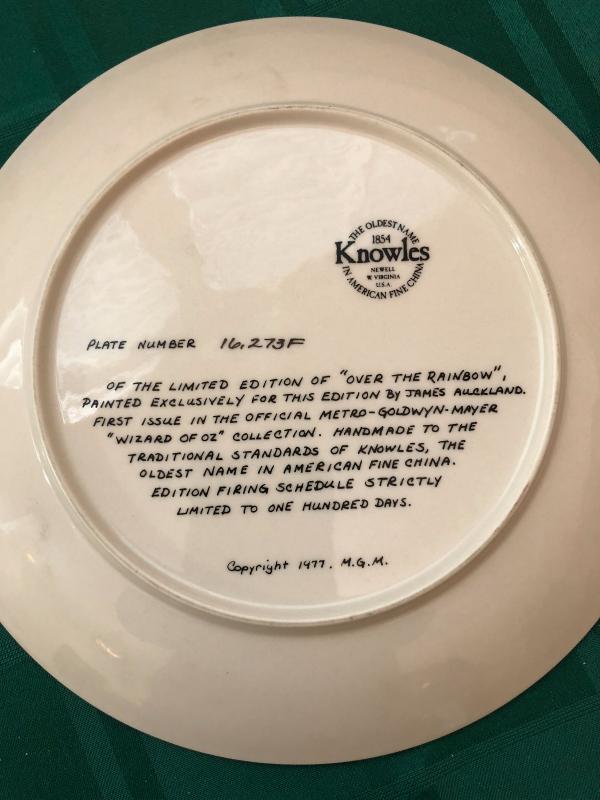 THE OLDEST NAME
1854
Knowles
NEWELL
W. VIRGINIA
U.S.A.
IN AMERICAN FINE CHINA
PLATE NUMBER 16.273F
OF THE LIMITED EDITION OF "OVER THE RAINBOW",
PAINTED EXCLUSIVELY FOR THIS EDITION BY JAMES AUCKLAND.
FIRST ISSUE IN THE OFFICIAL METRO-GOLDWYN-MAYER
"WIZARD OF OZ" COLLECTION. HANDMADE TO THE
TRADITIONAL STANDARDS OF KNOWLES, THE
OLDEST NAME IN AMERICAN FINE CHINA.
EDITION FIRING SCHEDULE STRICTLY
LIMITED TO ONE HUNDRED DAYS.
Copyright 1977. M.G.M.